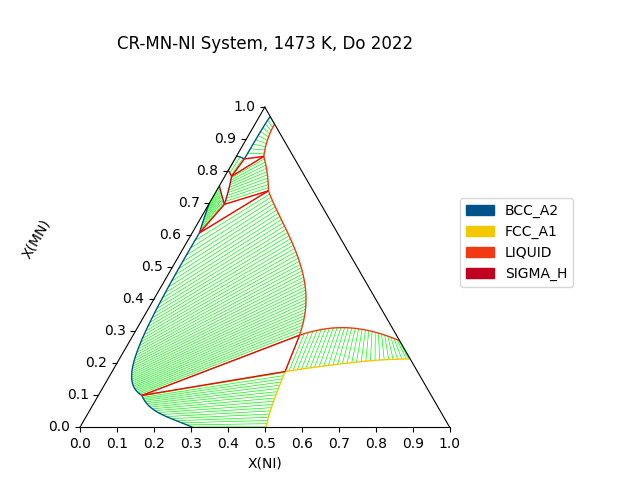 CR-MN-NI System, 1473 K, Do 2022
1.0
0.9
0.8
0.7
0.6
0.5
0.4
0.3
0.2
0.1
0.0
X(MN)
0.0 0.1 0.2 0.3 0.4 0.5 0.6 0.7 0.8 0.9 1.0
X(NI)
BCC_A2
FCC_A1
LIQUID
SIGMA_H